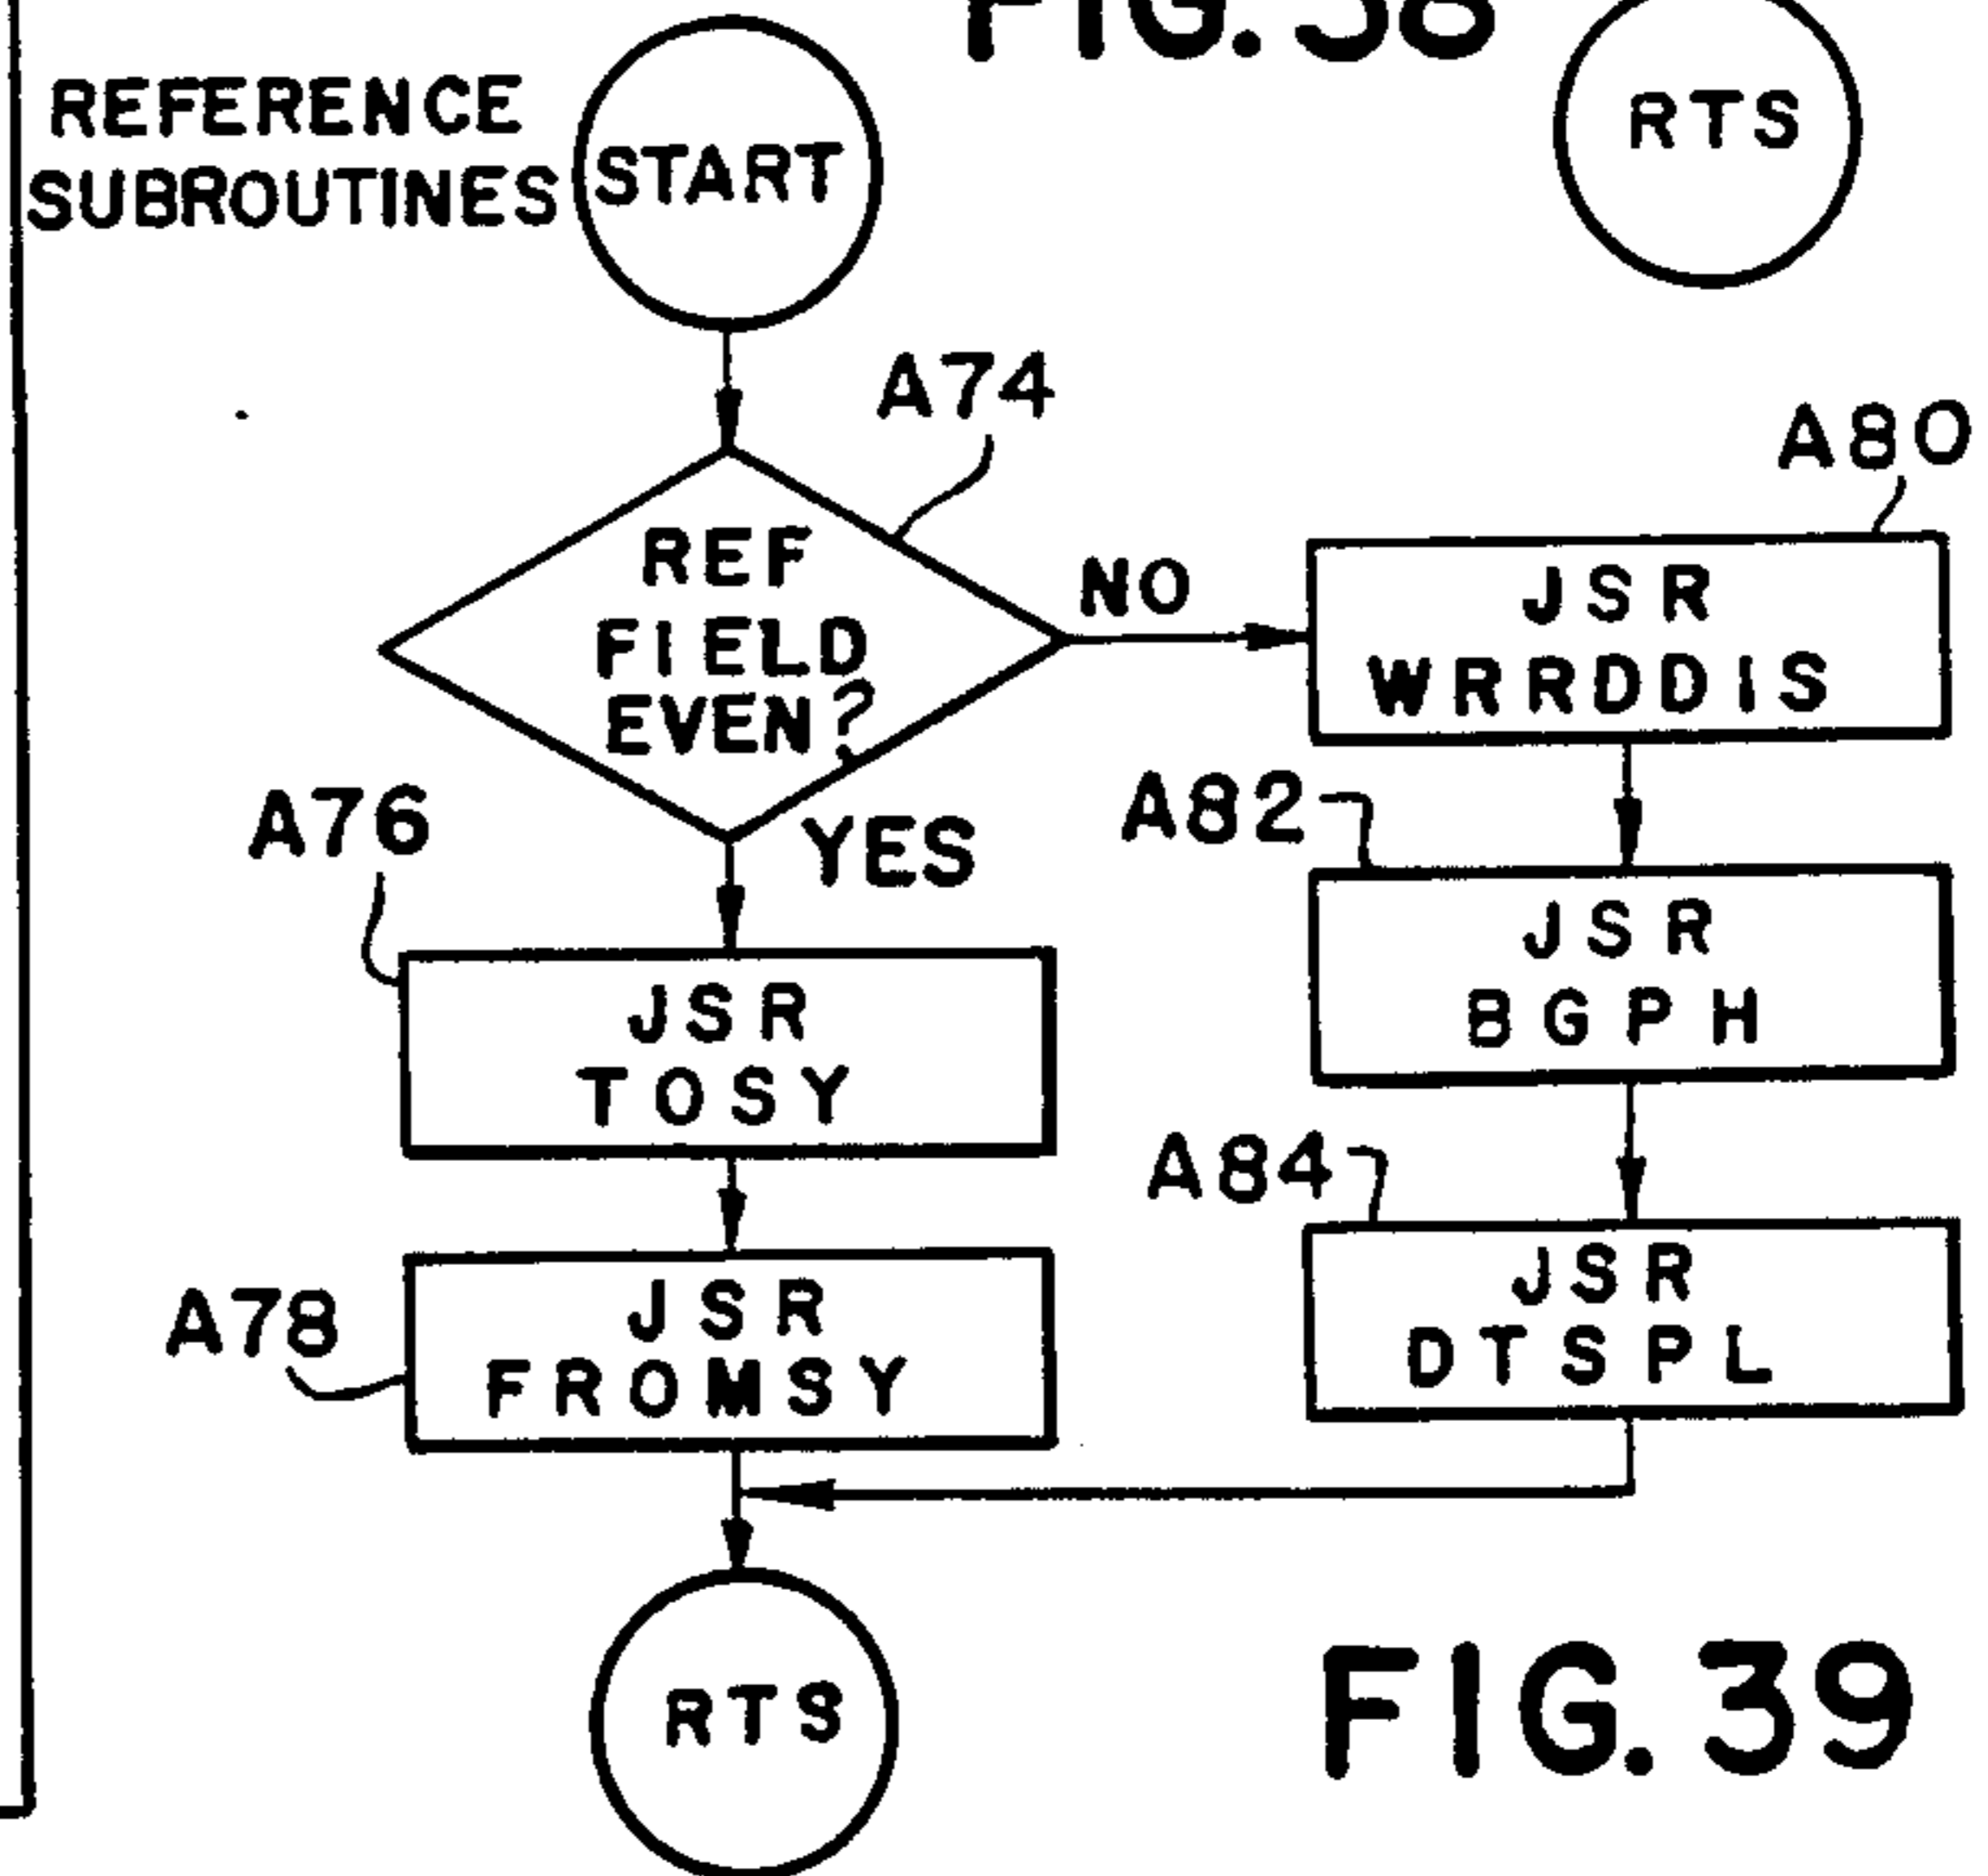 FIG. 38
RTS
REFERENCE
SUBROUTINES
START
A74
REF
FIELD
EVEN?
NO
YES
A80
JSR
WRRDDIS
A82
JSR
BGPH
A84
JSR
DTSPL
A76
JSR
TOSY
A78
JSR
FROMSY
RTS
FIG. 39